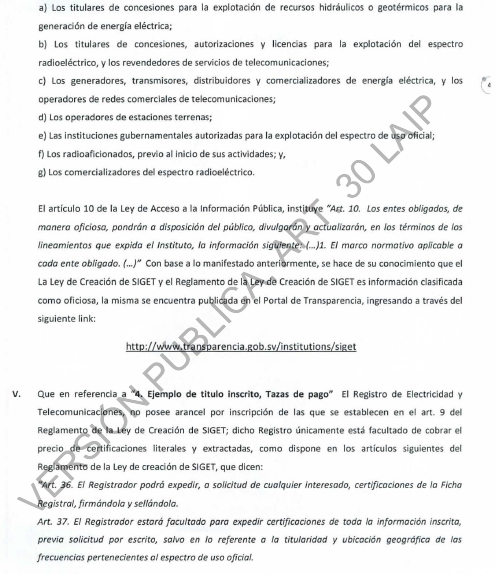 a) Los titulares de concesiones para la explotación de recursos hidráulicos o geotérmicos para la
generación de energía eléctrica;
b) Los titulares de concesiones, autorizaciones y licencias para la explotación del espectro
radioeléctrico, y los revendedores de servicios de telecomunicaciones;
c) Los generadores, transmisores, distribuidores y comercializadores de energía eléctrica, y los
operadores de redes comerciales de telecomunicaciones;
d) Los operadores de estaciones terrenas;
e) Las instituciones gubernamentales autorizadas para la explotación del espectro de uso oficial;
f) Los radioaficionados, previo al inicio de sus actividades; y,
g) Los comercializadores del espectro radioeléctrico.
El artículo 10 de la Ley de Acceso a la Información Pública, instituye "Art. 10. Los entes obligados, de
manera oficiosa, pondrán a disposición del público, divulgarán y actualizarán, en los términos de los
lineamientos que expida el Instituto, la información siguiente: (...)1. El marco normativo aplicable a
cada ente obligado. (...)" Con base a lo manifestado anteriormente, se hace de su conocimiento que el
La Ley de Creación de SIGET y el Reglamento de la Ley de Creación de SIGET es información clasificada
como oficiosa, la misma se encuentra publicada en el Portal de Transparencia, ingresando a través del
siguiente link:
http://www.transparencia.gob.sv/institutions/siget
V. Que en referencia a "4. Ejemplo de titulo inscrito, Tazas de pago" El Registro de Electricidad y
Telecomunicaciones, no posee arancel por inscripción de las que se establecen en el art. 9 del
Reglamento de la Ley de Creación de SIGET; dicho Registro únicamente está facultado de cobrar el
precio de certificaciones literales y extractadas, como dispone en los artículos siguientes del
Reglamento de la Ley de creación de SIGET, que dicen:
"Art. 36. El Registrador podrá expedir, a solicitud de cualquier interesado, certificaciones de la Ficha
Registral, firmándola y sellándola.
Art. 37. El Registrador estará facultado para expedir certificaciones de toda la información inscrita,
previa solicitud por escrito, salvo en lo referente a la titularidad y ubicación geográfica de las
frecuencias pertenecientes al espectro de uso oficial.
VERSIÓN PUBLICA, ART. 30 LAIP